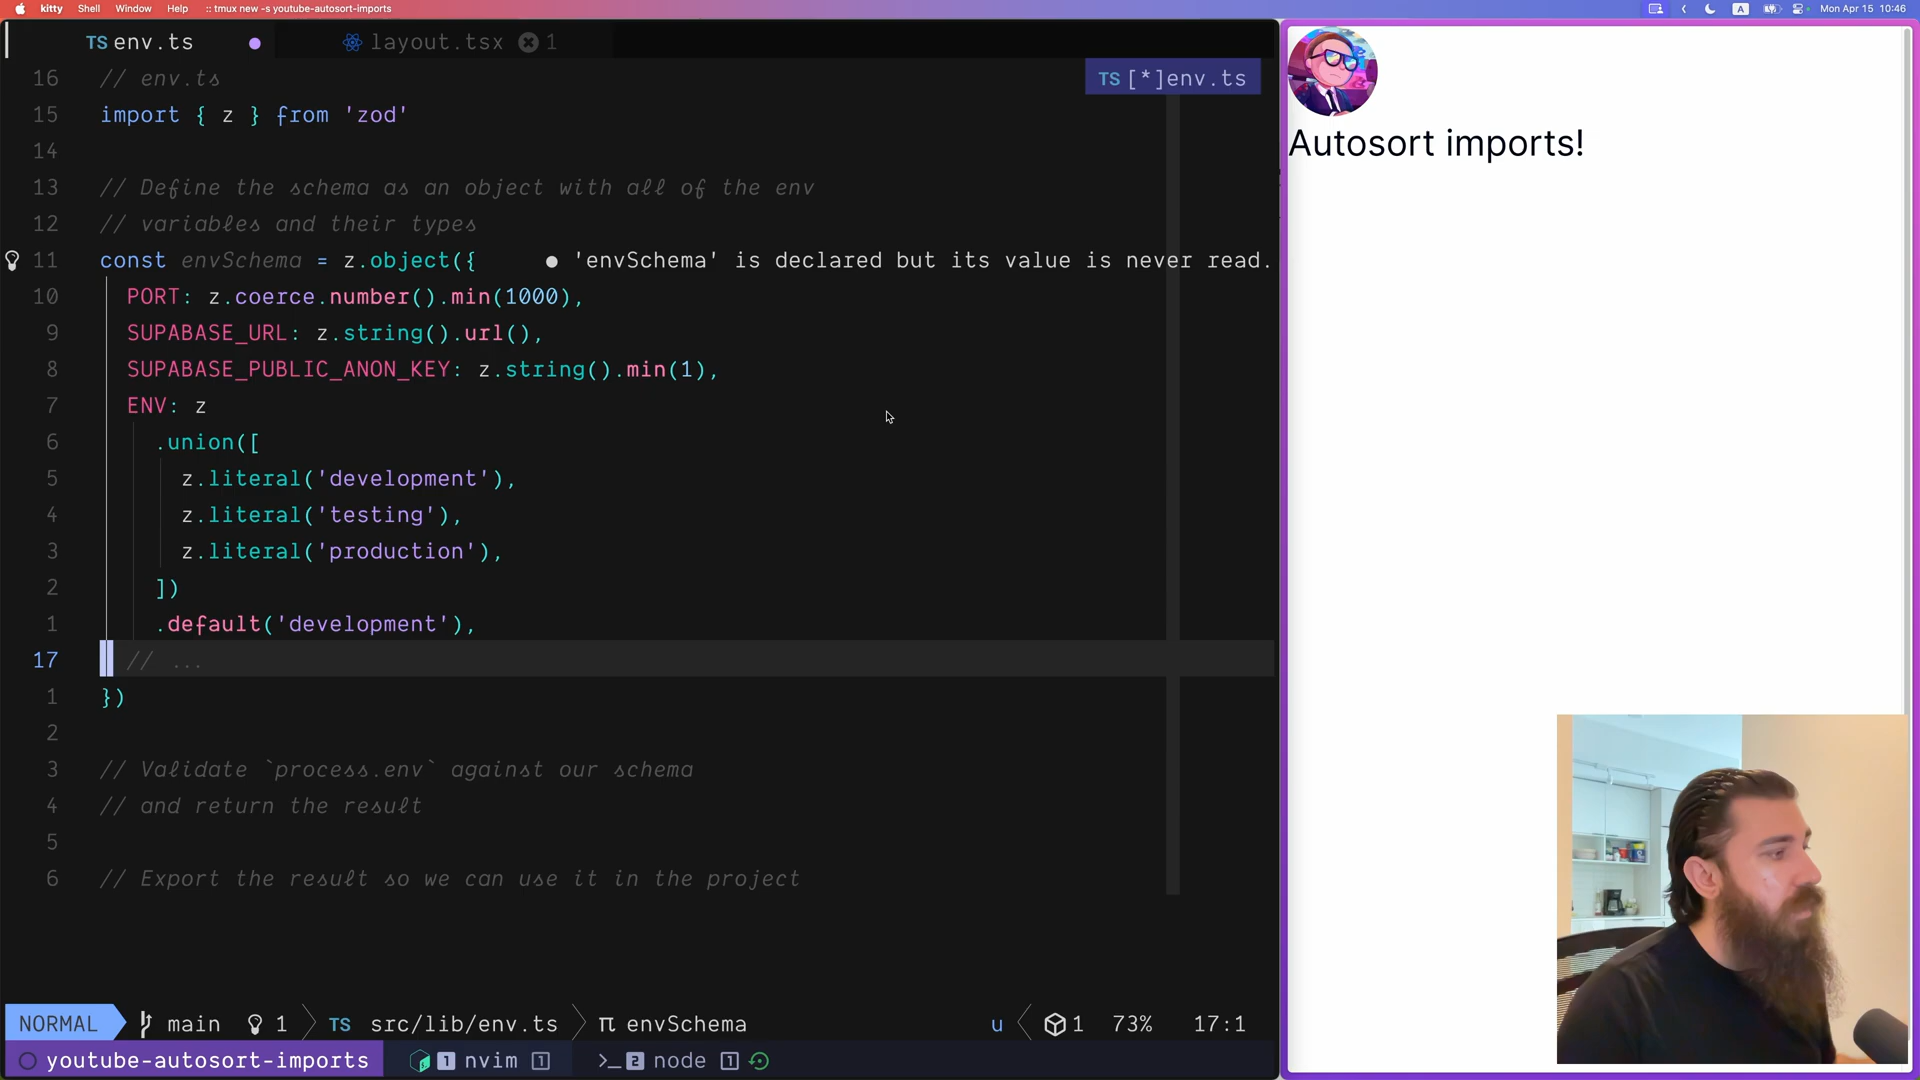 kitty Shell Window Help :: tmux new -s youtube-autosort-imports
A Mon Apr 15 10:46
TS env.ts
layout.tsx 1
16 // env.ts
TS [*]env.ts
15 import { z } from 'zod'
14
13 // Define the schema as an object with all of the env
12 // variables and their types
11 const envSchema = z.object({ ● 'envSchema' is declared but its value is never read.
10 PORT: z.coerce.number().min(1000),
9 SUPABASE_URL: z.string().url(),
8 SUPABASE_PUBLIC_ANON_KEY: z.string().min(1),
7 ENV: z
6 .union([
5 z.literal('development'),
4 z.literal('testing'),
3 z.literal('production'),
2 ])
1 .default('development'),
17 // ...
1 })
2
3 // Validate `process.env` against our schema
4 // and return the result
5
6 // Export the result so we can use it in the project
NORMAL main 1 TS src/lib/env.ts π envSchema u 1 73% 17:1
youtube-autosort-imports 1 nvim 1 >_ 2 node 1
Autosort imports!